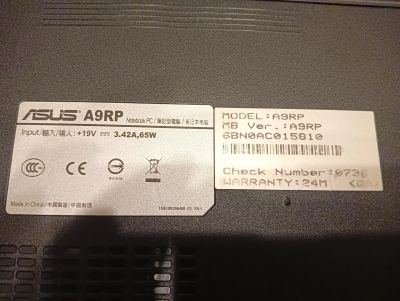 ASUS A9RP Notebook PC / 筆記型電腦 / 笔记本电脑
Input/輸入/输入: +19V ⎓ 3.42A,65W
Made in China / 中國製造 / 中国制造
MODEL:A9RP
MB Ver.:A9RP
6BN0AC015810
Check Number:0736
WARRANTY:24M